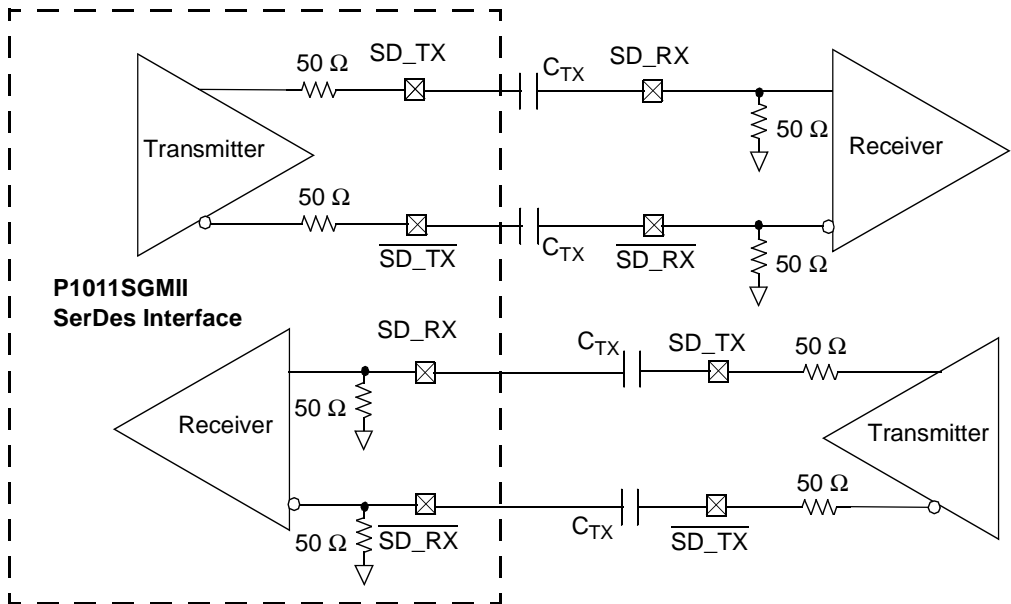 50 Ω
SD_TX
C_TX
SD_RX
50 Ω
Transmitter
Receiver
50 Ω
SD_TX
C_TX
SD_RX
50 Ω
P1011SGMII
SerDes Interface
SD_RX
C_TX
SD_TX
50 Ω
50 Ω
Receiver
Transmitter
50 Ω
50 Ω
SD_RX
C_TX
SD_TX